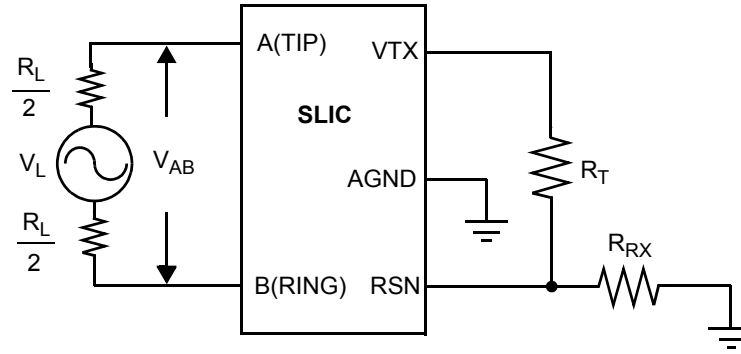 A(TIP)
VTX
R_L
2
SLIC
V_L
V_AB
R_T
AGND
R_L
2
R_RX
B(RING)
RSN